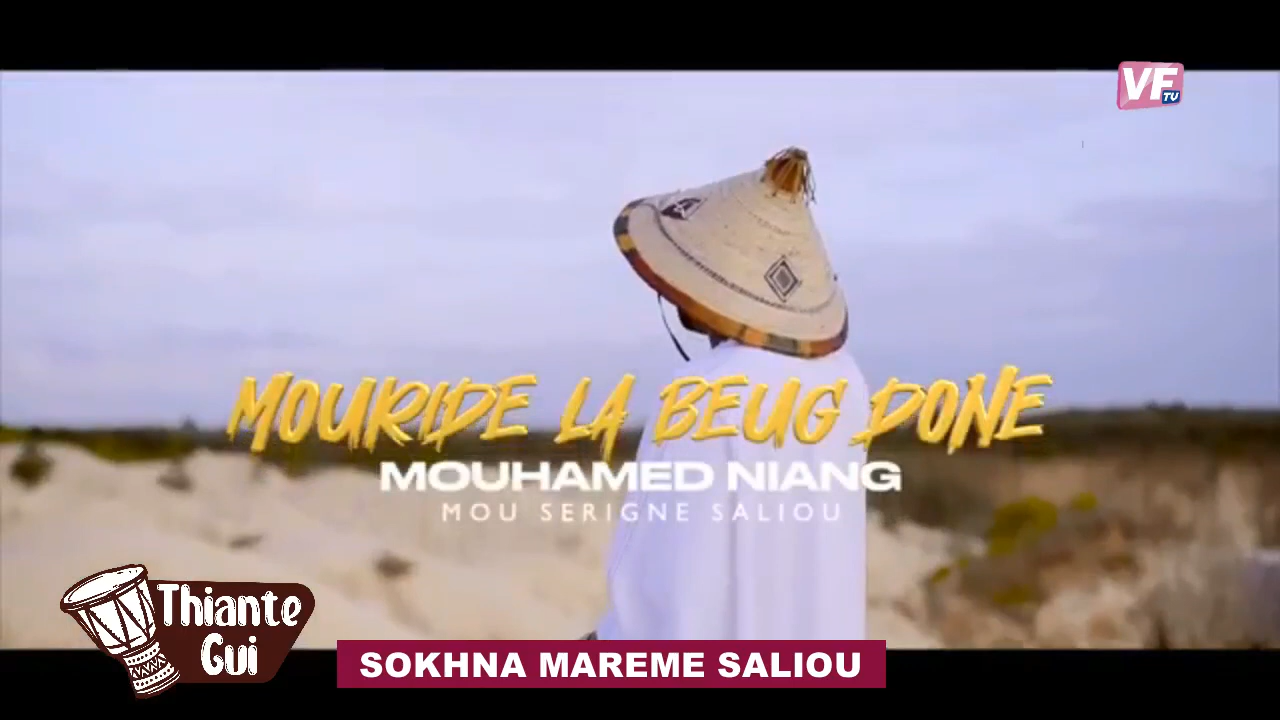 VF
TV
MOURIDE LA BEUG DONE
MOUHAMED NIANG
MOU SERIGNE SALIOU
Thiante
Gui
SOKHNA MAREME SALIOU